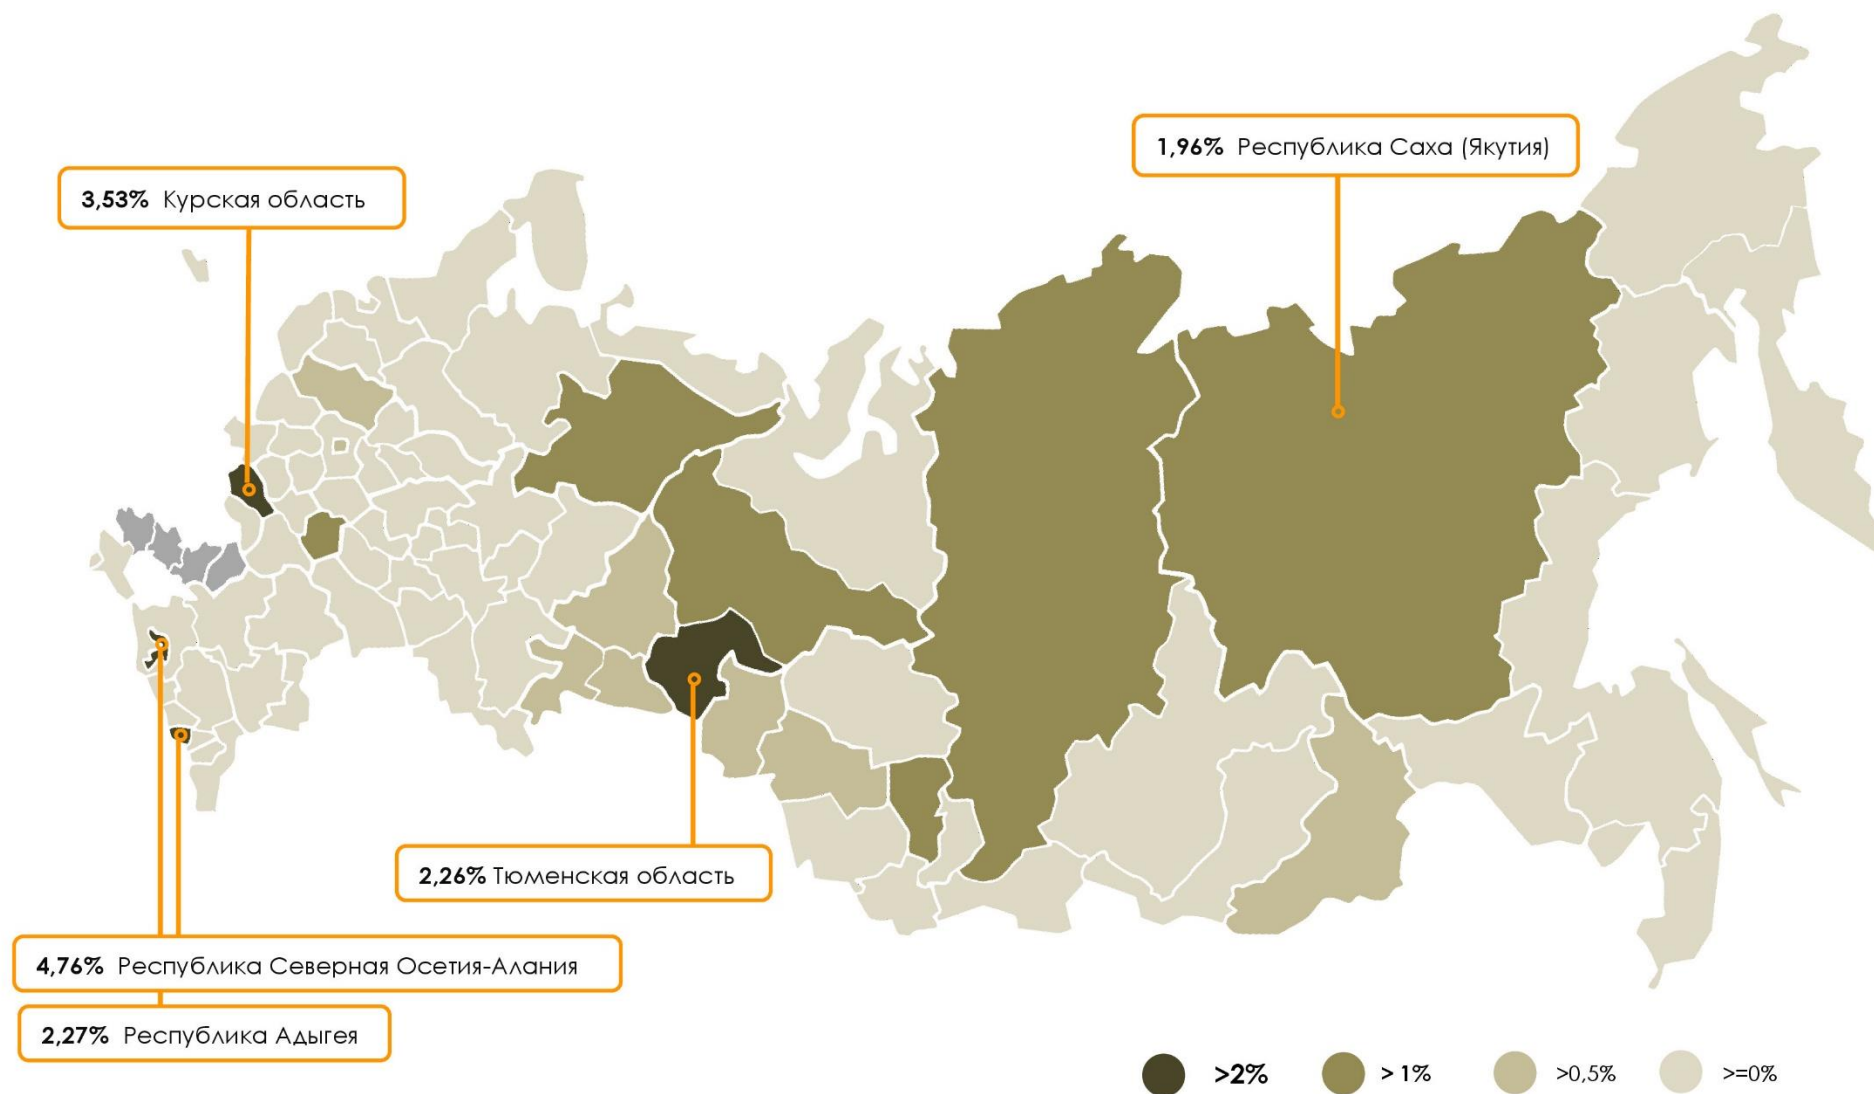 1,96% Республика Саха (Якутия)
3,53% Курская область
2,26% Тюменская область
4,76% Республика Северная Осетия-Алания
2,27% Республика Адыгея
>2%
> 1%
>0,5%
>=0%